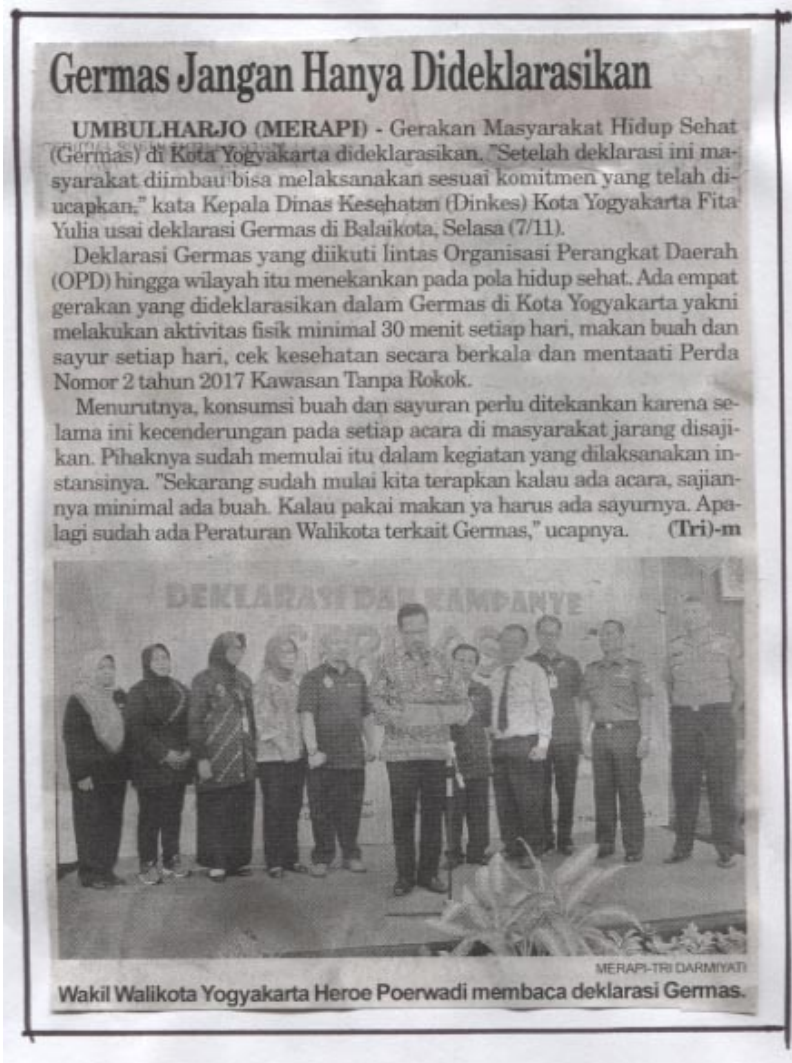 Germas Jangan Hanya Dideklarasikan
UMBULHARJO (MERAPI) - Gerakan Masyarakat Hidup Sehat
(Germas) di Kota Yogyakarta dideklarasikan. "Setelah deklarasi ini ma-
syarakat diimbau bisa melaksanakan sesuai komitmen yang telah di-
ucapkan," kata Kepala Dinas Kesehatan (Dinkes) Kota Yogyakarta Fita
Yulia usai deklarasi Germas di Balaikota, Selasa (7/11).
Deklarasi Germas yang diikuti lintas Organisasi Perangkat Daerah
(OPD) hingga wilayah itu menekankan pada pola hidup sehat. Ada empat
gerakan yang dideklarasikan dalam Germas di Kota Yogyakarta yakni
melakukan aktivitas fisik minimal 30 menit setiap hari, makan buah dan
sayur setiap hari, cek kesehatan secara berkala dan mentaati Perda
Nomor 2 tahun 2017 Kawasan Tanpa Rokok.
Menurutnya, konsumsi buah dan sayuran perlu ditekankan karena se-
lama ini kecenderungan pada setiap acara di masyarakat jarang disaji-
kan. Pihaknya sudah memulai itu dalam kegiatan yang dilaksanakan in-
stansinya. "Sekarang sudah mulai kita terapkan kalau ada acara, sajian-
nya minimal ada buah. Kalau pakai makan ya harus ada sayurnya. Apa-
lagi sudah ada Peraturan Walikota terkait Germas," ucapnya. (Tri)-m
DEKLARASI DAN KAMPANYE
GERMAS
MERAPI-TRI DARMIYATI
Wakil Walikota Yogyakarta Heroe Poerwadi membaca deklarasi Germas.